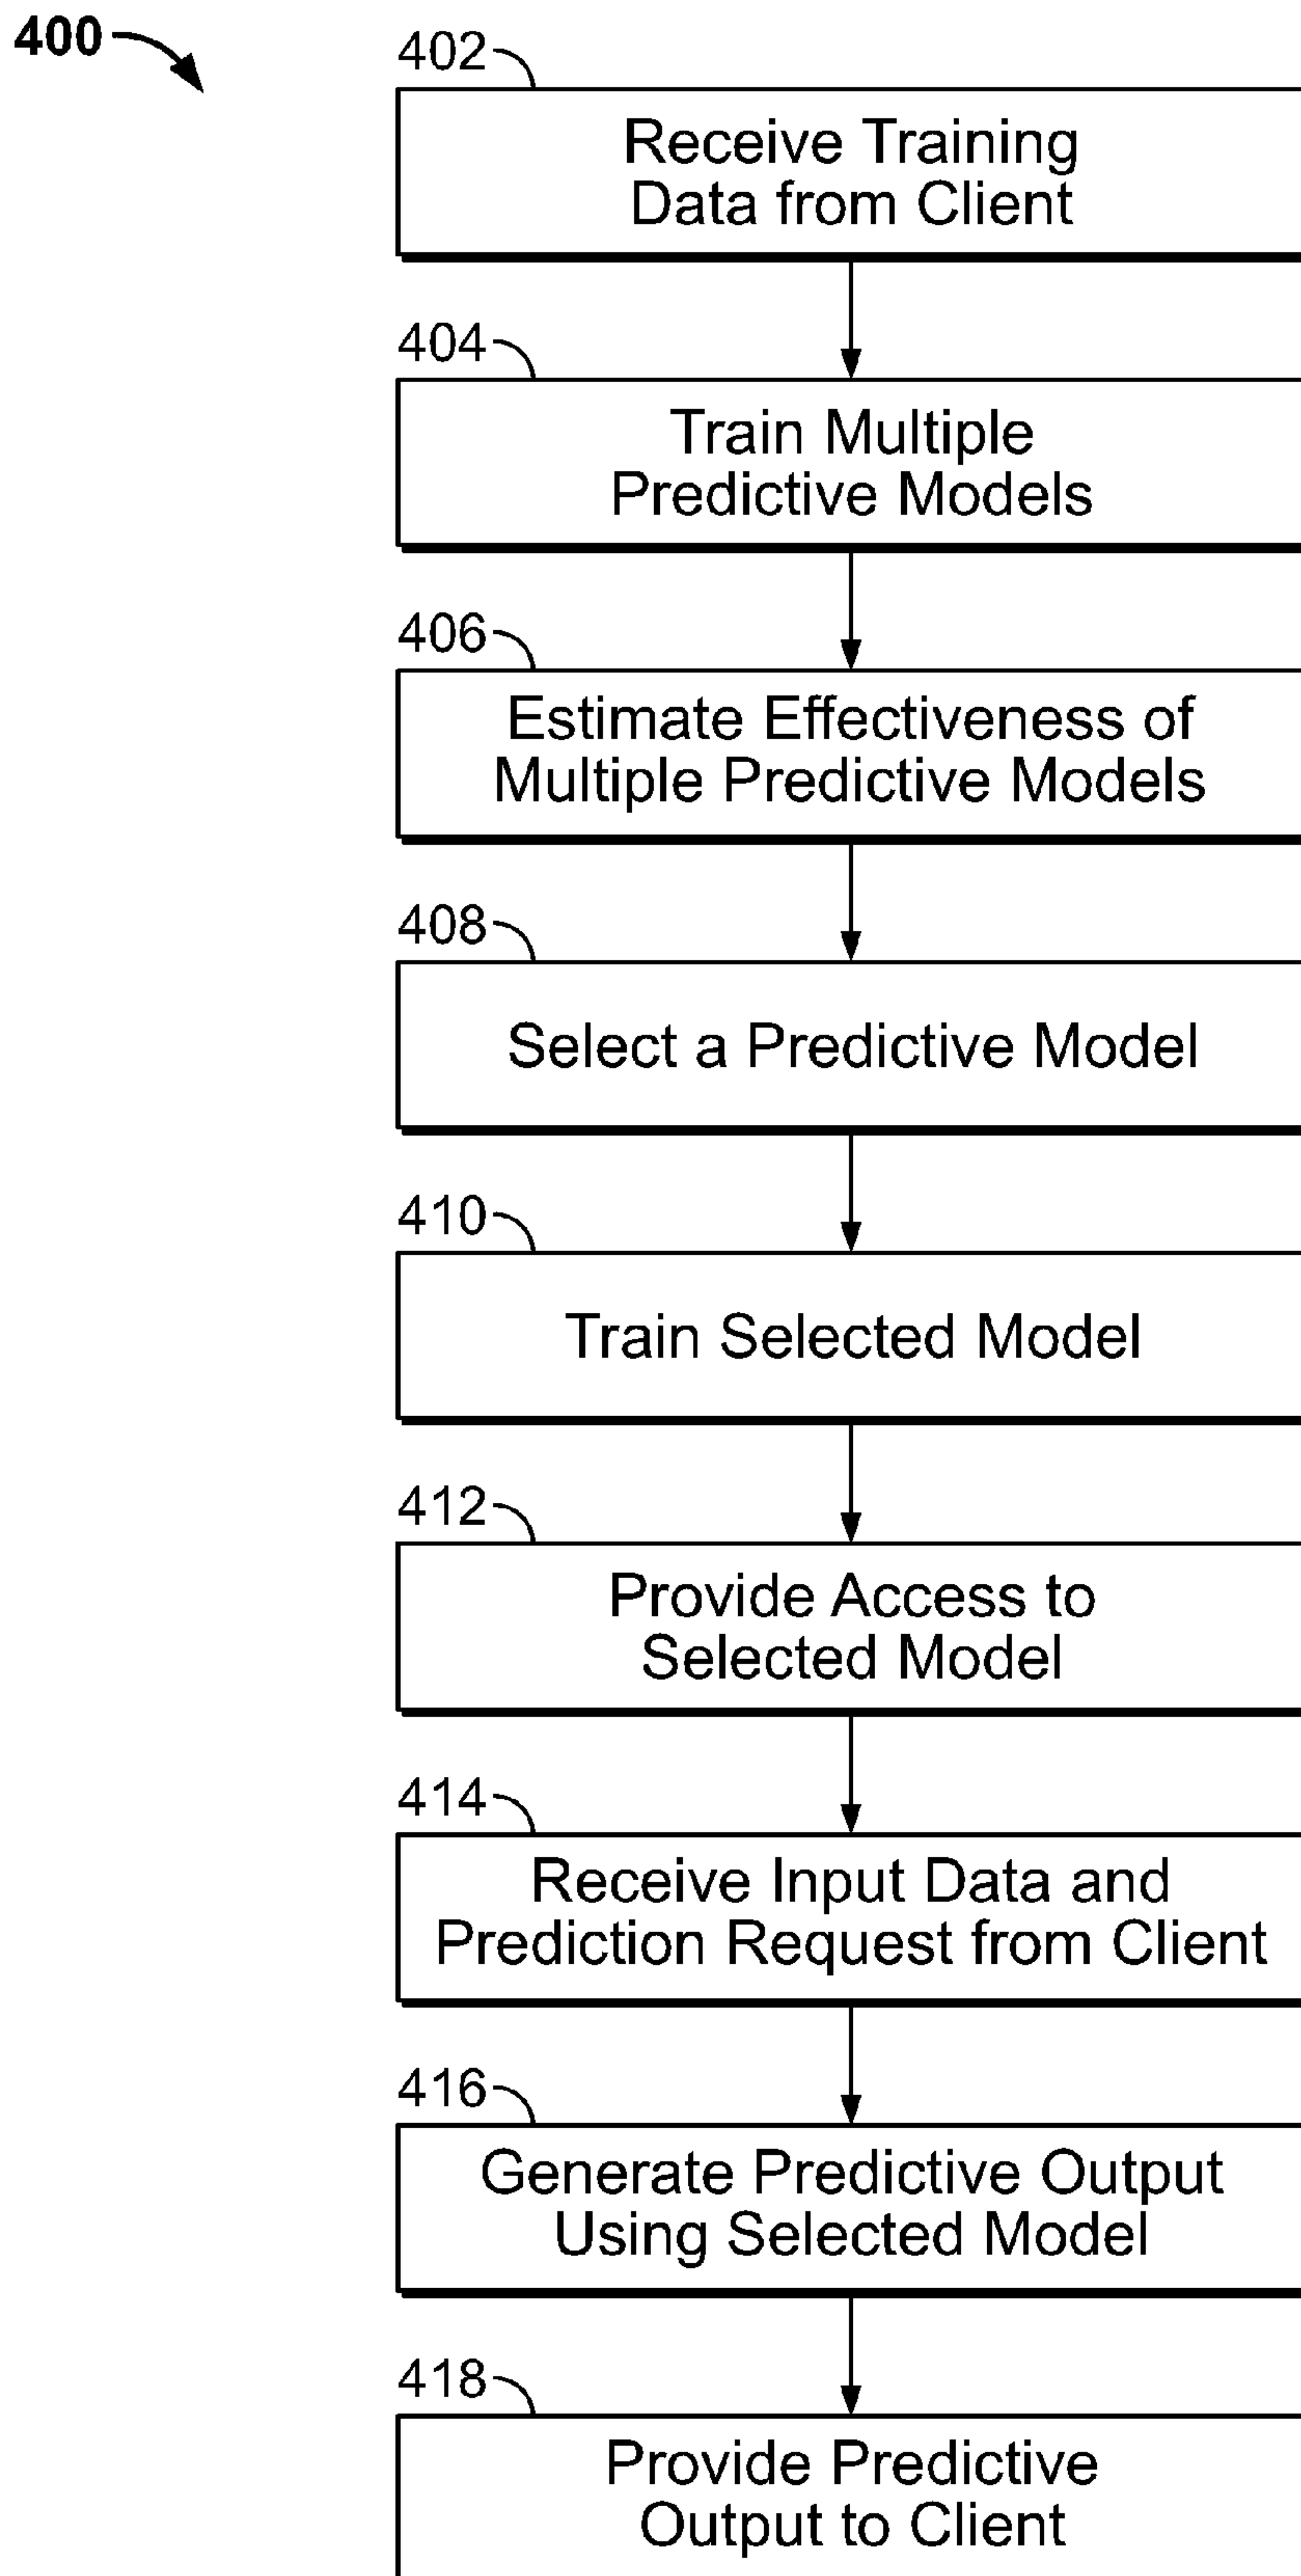 400
402
Receive Training
Data from Client
404
Train Multiple
Predictive Models
406
Estimate Effectiveness of
Multiple Predictive Models
408
Select a Predictive Model
410
Train Selected Model
412
Provide Access to
Selected Model
414
Receive Input Data and
Prediction Request from Client
416
Generate Predictive Output
Using Selected Model
418
Provide Predictive
Output to Client